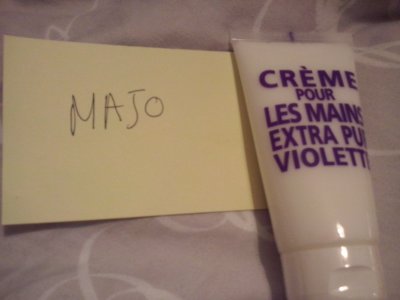 MAJO
CRÈME
POUR
LES MAINS
EXTRA PU
VIOLETT